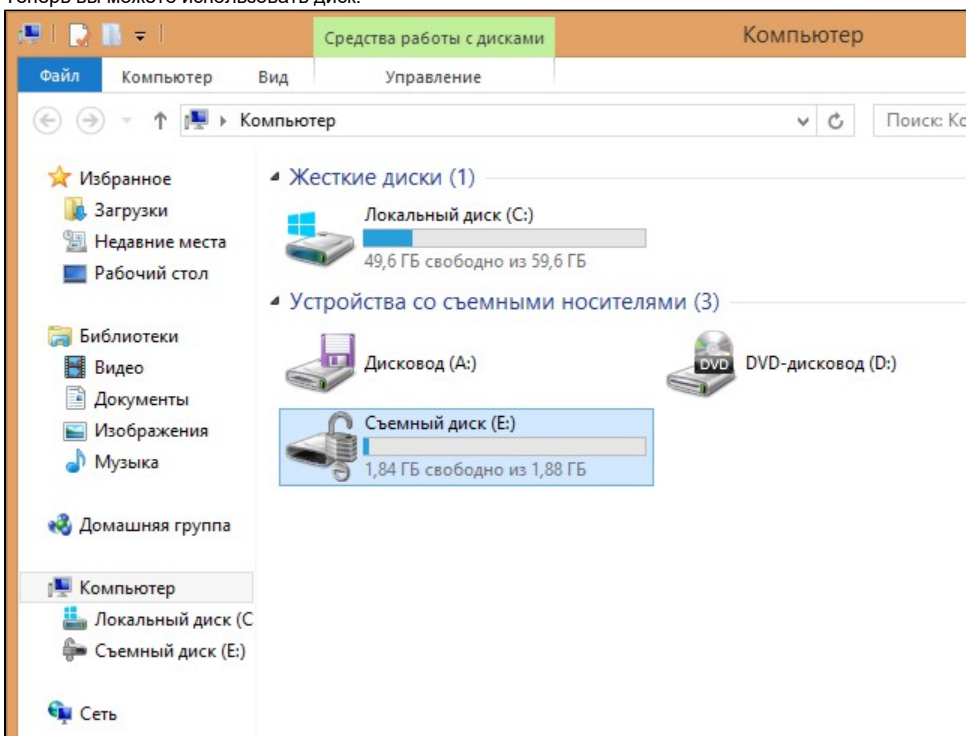 Теперь вы можете использовать диск.
Средства работы с дисками
Компьютер
Файл
Компьютер
Вид
Управление
Компьютер
Поиск: Ко
Избранное
Загрузки
Недавние места
Рабочий стол
Библиотеки
Видео
Документы
Изображения
Музыка
Домашняя группа
Компьютер
Локальный диск (C
Съемный диск (E:)
Сеть
Жесткие диски (1)
Локальный диск (C:)
49,6 ГБ свободно из 59,6 ГБ
Устройства со съемными носителями (3)
Дисковод (A:)
DVD
DVD-дисковод (D:)
Съемный диск (E:)
1,84 ГБ свободно из 1,88 ГБ